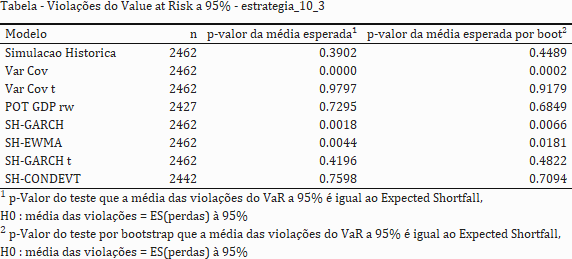 Tabela - Violações do Value at Risk a 95% - estrategia_10_3
Modelo n p-valor da média esperada1 p-valor da média esperada por boot2
Simulacao Historica 2462 0.3902 0.4489
Var Cov 2462 0.0000 0.0002
Var Cov t 2462 0.9797 0.9179
POT GDP rw 2427 0.7295 0.6849
SH-GARCH 2462 0.0018 0.0066
SH-EWMA 2462 0.0044 0.0181
SH-GARCH t 2462 0.4196 0.4822
SH-CONDEVT 2442 0.7598 0.7094
1 p-Valor do teste que a média das violações do VaR a 95% é igual ao Expected Shortfall,
H0 : média das violações = ES(perdas) à 95%
2 p-Valor do teste por bootstrap que a média das violações do VaR a 95% é igual ao Expected Shortfall,
H0 : média das violações = ES(perdas) à 95%